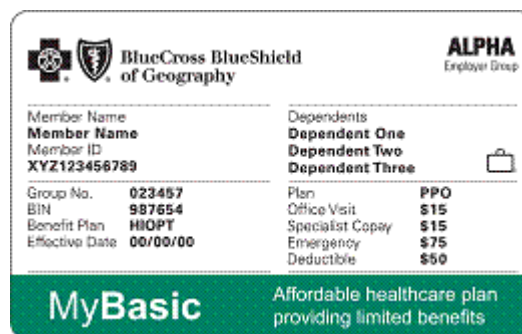 BlueCross BlueShield
of Geography
ALPHA
Employer Group
Member Name
Member Name
Member ID
XYZ123456789
Dependents
Dependent One
Dependent Two
Dependent Three
Group No. 023457
BIN 987654
Benefit Plan HIOPT
Effective Date 00/00/00
Plan PPO
Office Visit $15
Specialist Copay $15
Emergency $75
Deductible $50
MyBasic
Affordable healthcare plan
providing limited benefits